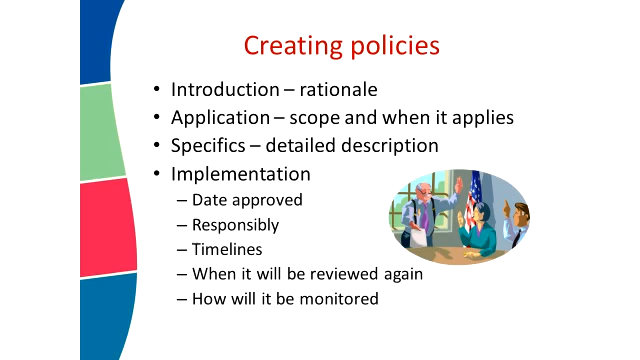 Creating policies
• Introduction – rationale
• Application – scope and when it applies
• Specifics – detailed description
• Implementation
– Date approved
– Responsibly
– Timelines
– When it will be reviewed again
– How will it be monitored